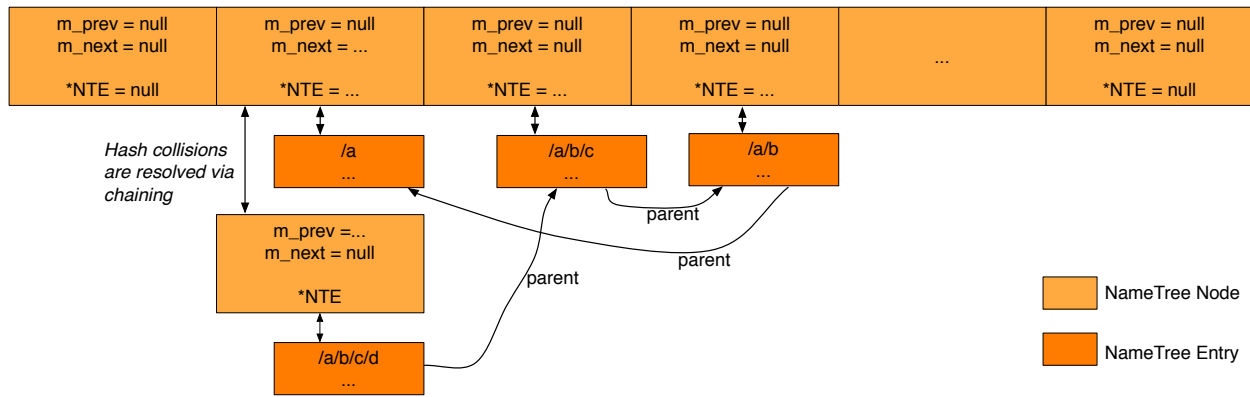 m_prev = null
m_next = null
*NTE = null
m_prev = null
m_next = ...
*NTE = ...
m_prev = null
m_next = null
*NTE = ...
m_prev = null
m_next = null
*NTE = ...
...
m_prev = null
m_next = null
*NTE = null
Hash collisions
are resolved via
chaining
/a
...
/a/b/c
...
/a/b
...
parent
parent
parent
m_prev =...
m_next = null
*NTE
/a/b/c/d
...
NameTree Node
NameTree Entry